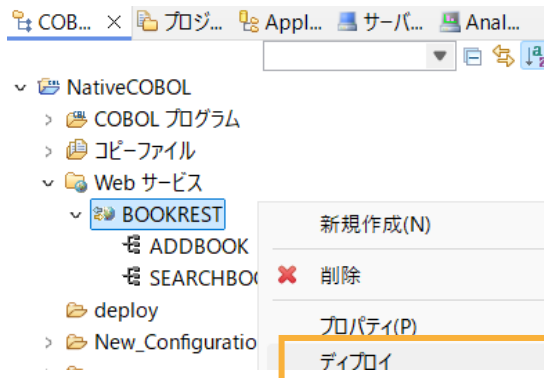 COB... プロジ... Appl... サーバ... Anal...
NativeCOBOL
COBOL プログラム
コピーファイル
Web サービス
BOOKREST
新規作成(N)
ADDBOOK
削除
SEARCHBO
deploy
プロパティ(P)
New_Configuratio
ディプロイ